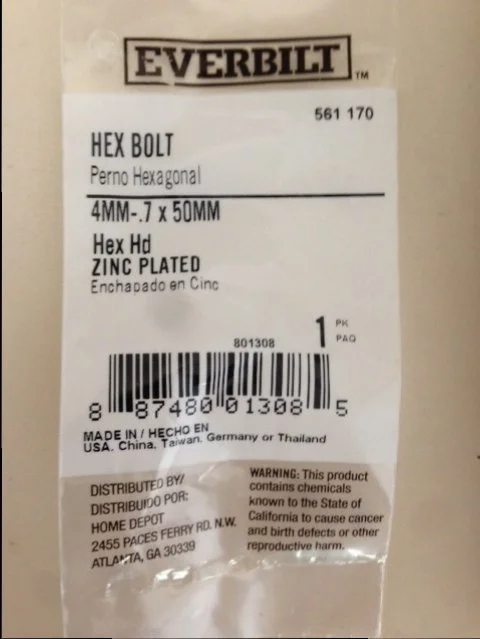 EVERBILT TM
561 170
HEX BOLT
Perno Hexagonal
4MM-.7 x 50MM
Hex Hd
ZINC PLATED
Enchapado en Cinc
1 PK
PAQ
801308
8 87480 01308 5
MADE IN / HECHO EN
USA, China, Taiwan, Germany or Thailand
DISTRIBUTED BY/
DISTRIBUIDO POR:
HOME DEPOT
2455 PACES FERRY RD. N.W.
ATLANTA, GA 30339
WARNING: This product
contains chemicals
known to the State of
California to cause cancer
and birth defects or other
reproductive harm.